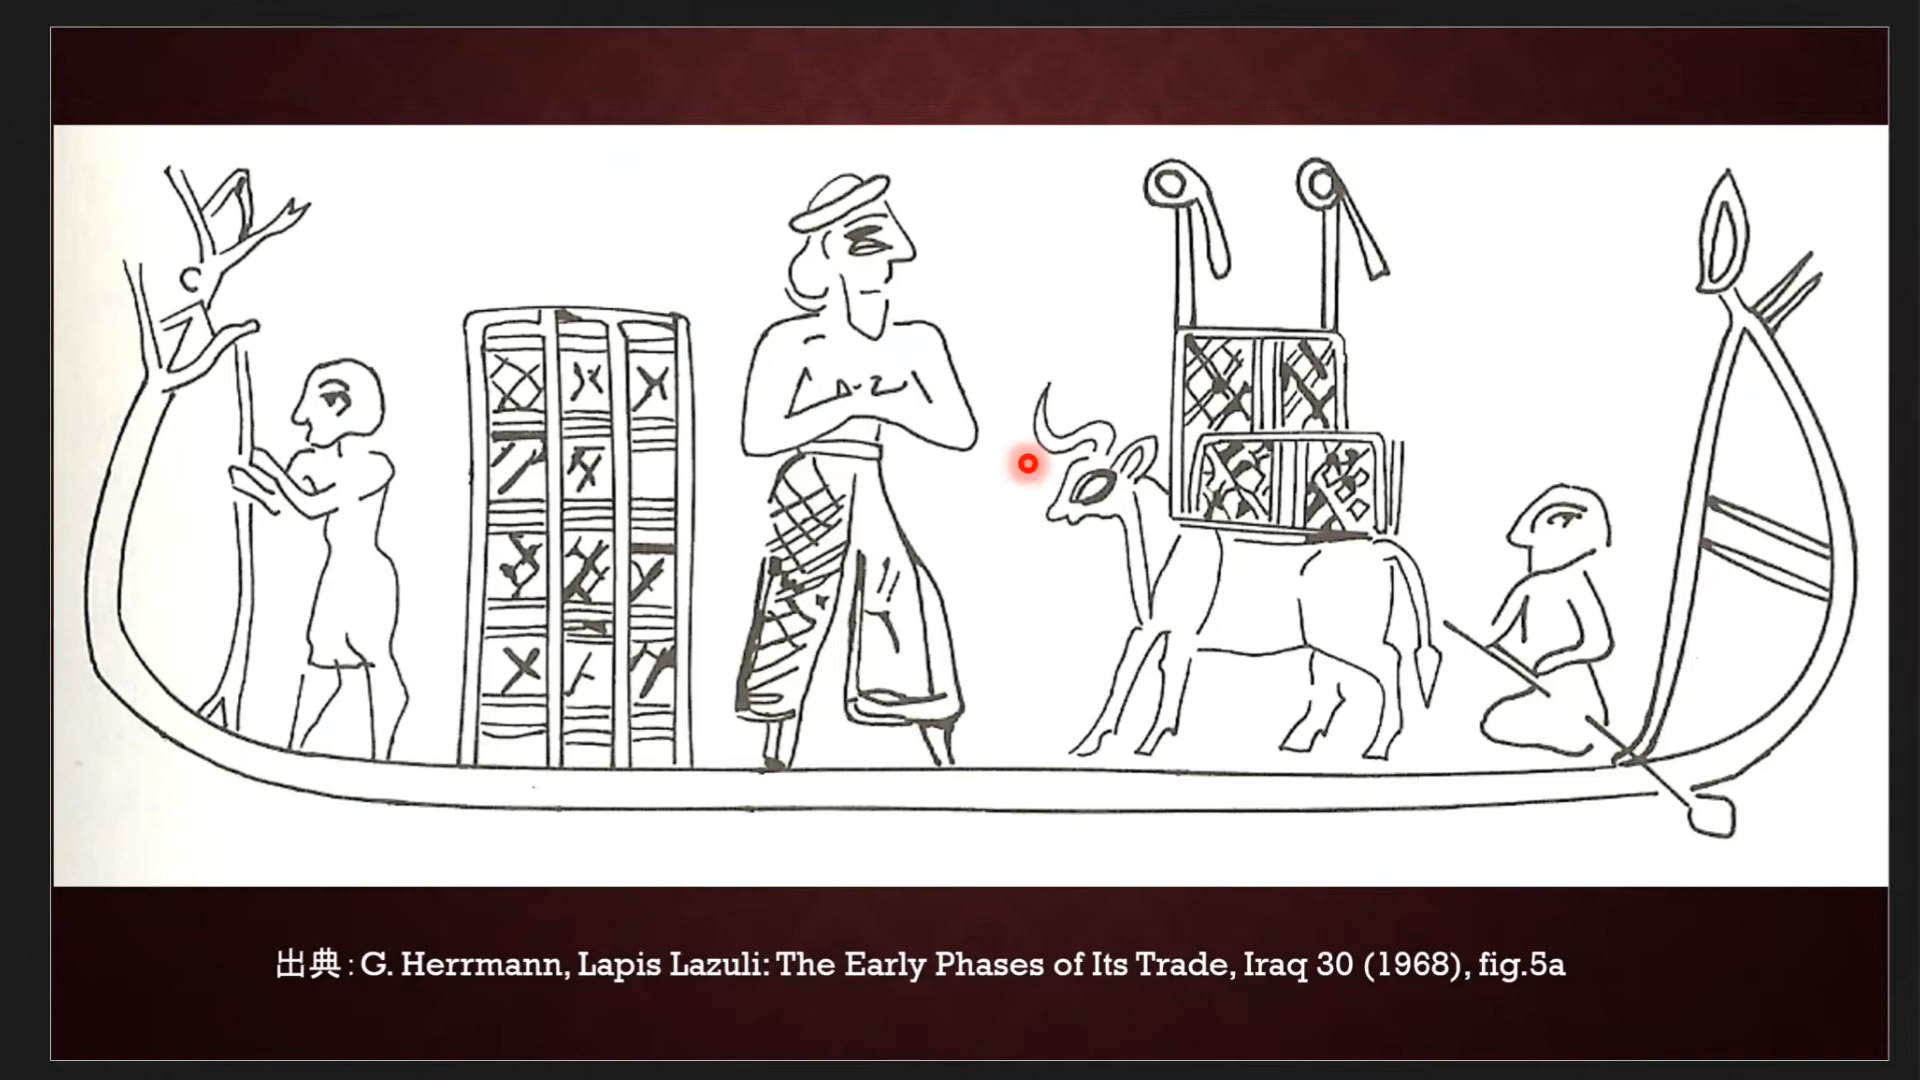 出典: G. Herrmann, Lapis Lazuli: The Early Phases of Its Trade, Iraq 30 (1968), fig.5a